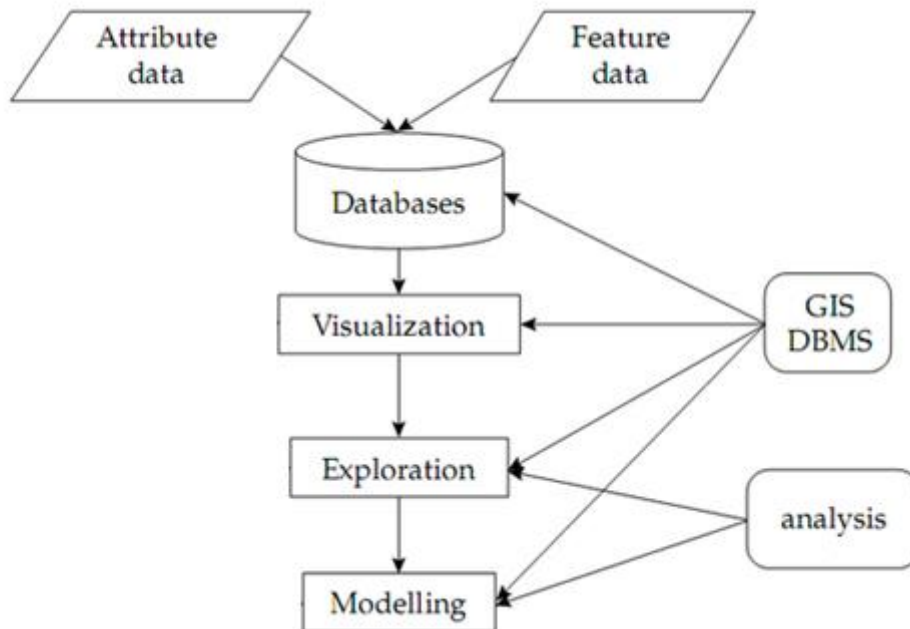 Attribute
data
Feature
data
Databases
Visualization
GIS
DBMS
Exploration
analysis
Modelling